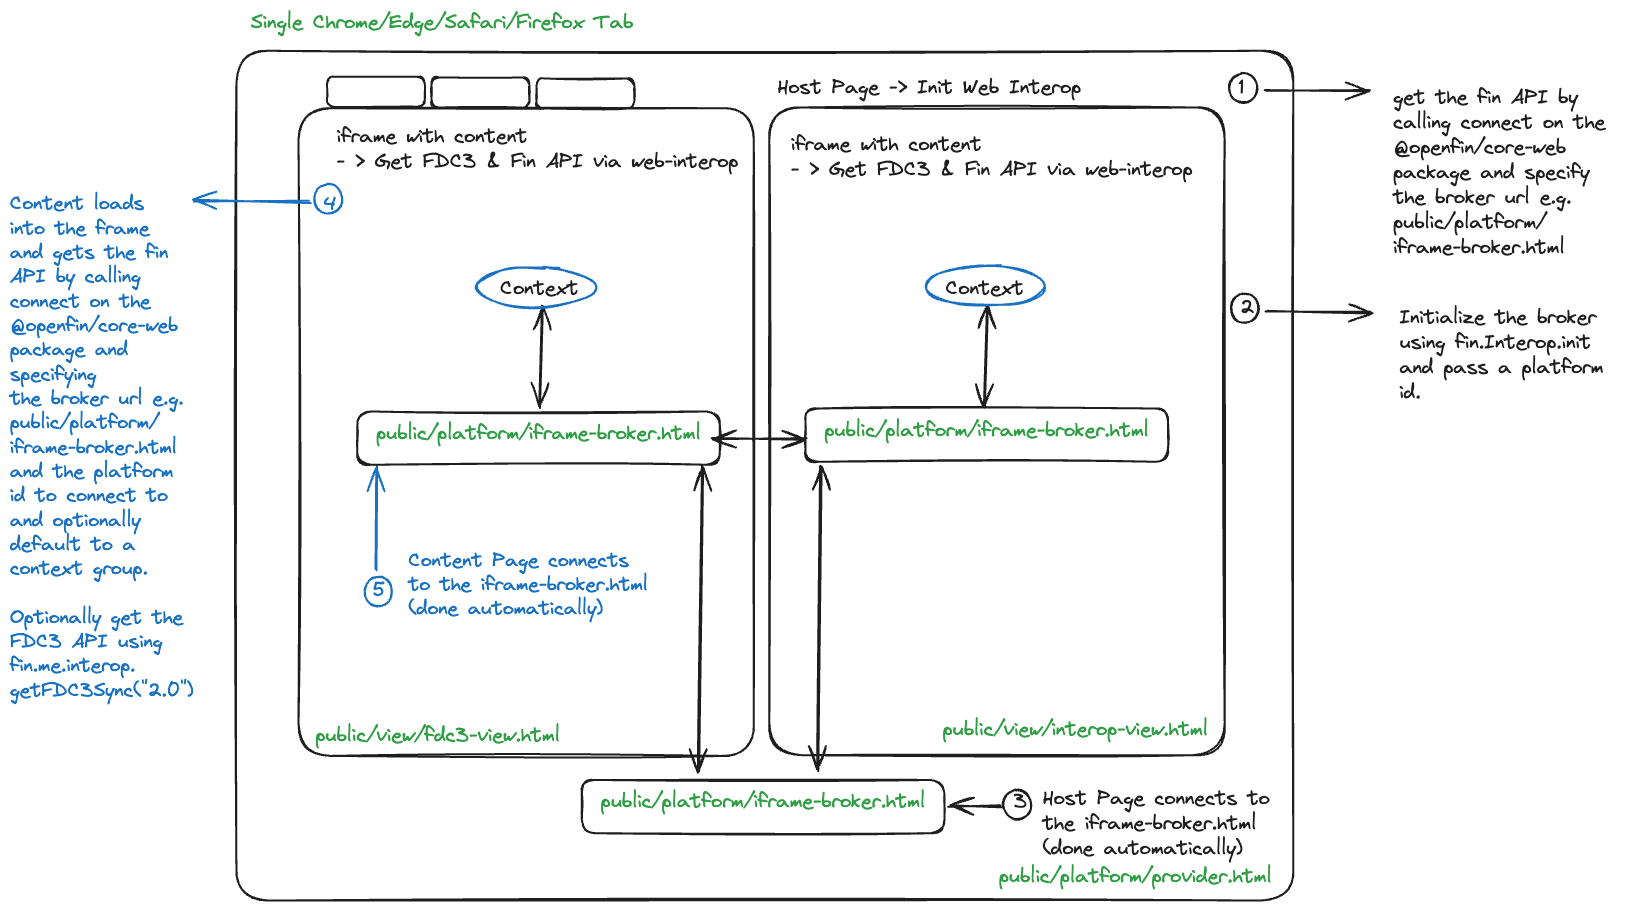 Single Chrome/Edge/Safari/Firefox Tab
Host Page -> Init Web Interop
1
get the fin API by
calling connect on the
@openfin/core-web
package and specify
the broker url e.g.
public/platform/
iframe-broker.html
2
Initialize the broker
using fin.Interop.init
and pass a platform
id.
iframe with content
- > Get FDC3 & Fin API via web-interop
iframe with content
- > Get FDC3 & Fin API via web-interop
4
Content loads
into the frame
and gets the fin
API by calling
connect on the
@openfin/core-web
package and
specifying
the broker url e.g.
public/platform/
iframe-broker.html
and the platform
id to connect to
and optionally
default to a
context group.
Optionally get the
FDC3 API using
fin.me.interop.
getFDC3Sync("2.0")
Context
Context
public/platform/iframe-broker.html
public/platform/iframe-broker.html
5
Content Page connects
to the iframe-broker.html
(done automatically)
public/view/fdc3-view.html
public/view/interop-view.html
public/platform/iframe-broker.html
3
Host Page connects to
the iframe-broker.html
(done automatically)
public/platform/provider.html